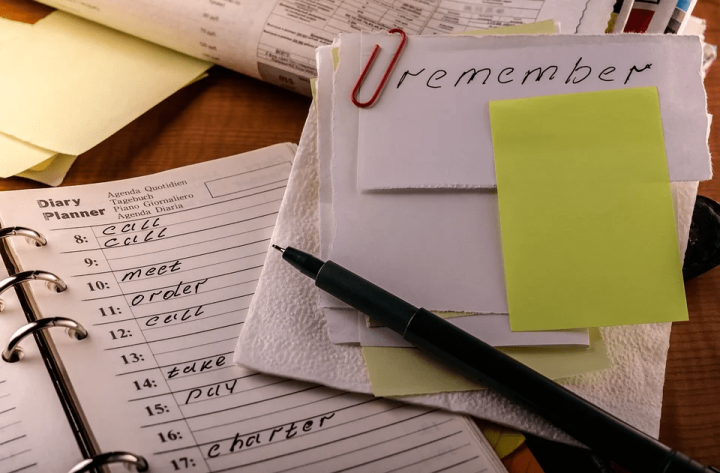 remember
Diary
Planner
Agenda Quotidien
Tagebuch
Piano Giornaliero
Agenda Diaria
8: call
call
9:
10: meet
11: order
12: call
13:
14: take
15: pay
16:
17: charter